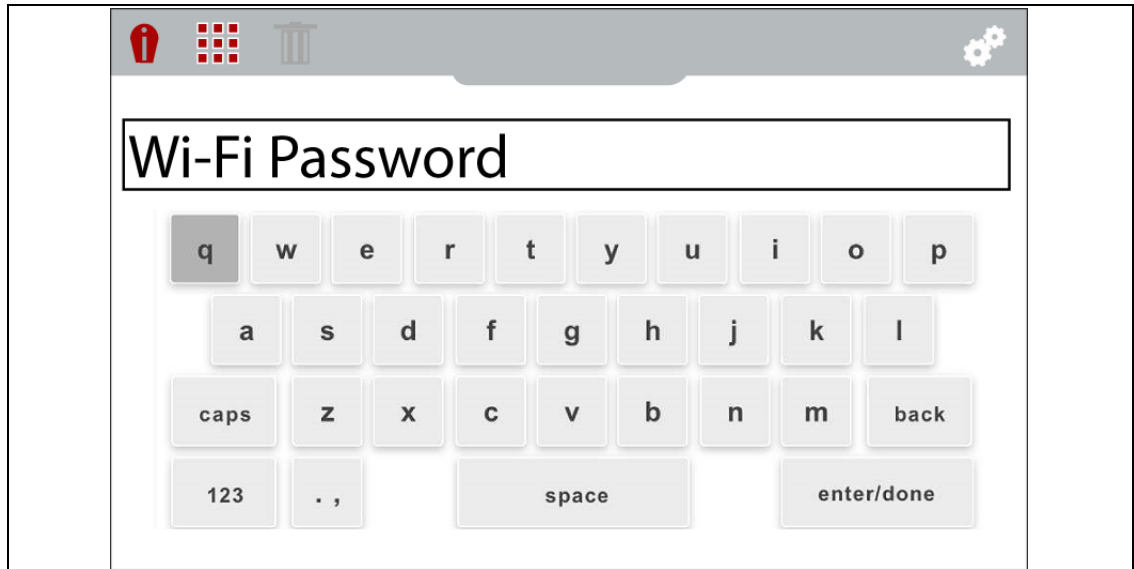 i
Wi-Fi Password
q w e r t y u i o p
a s d f g h j k l
caps z x c v b n m back
123 . , space enter/done